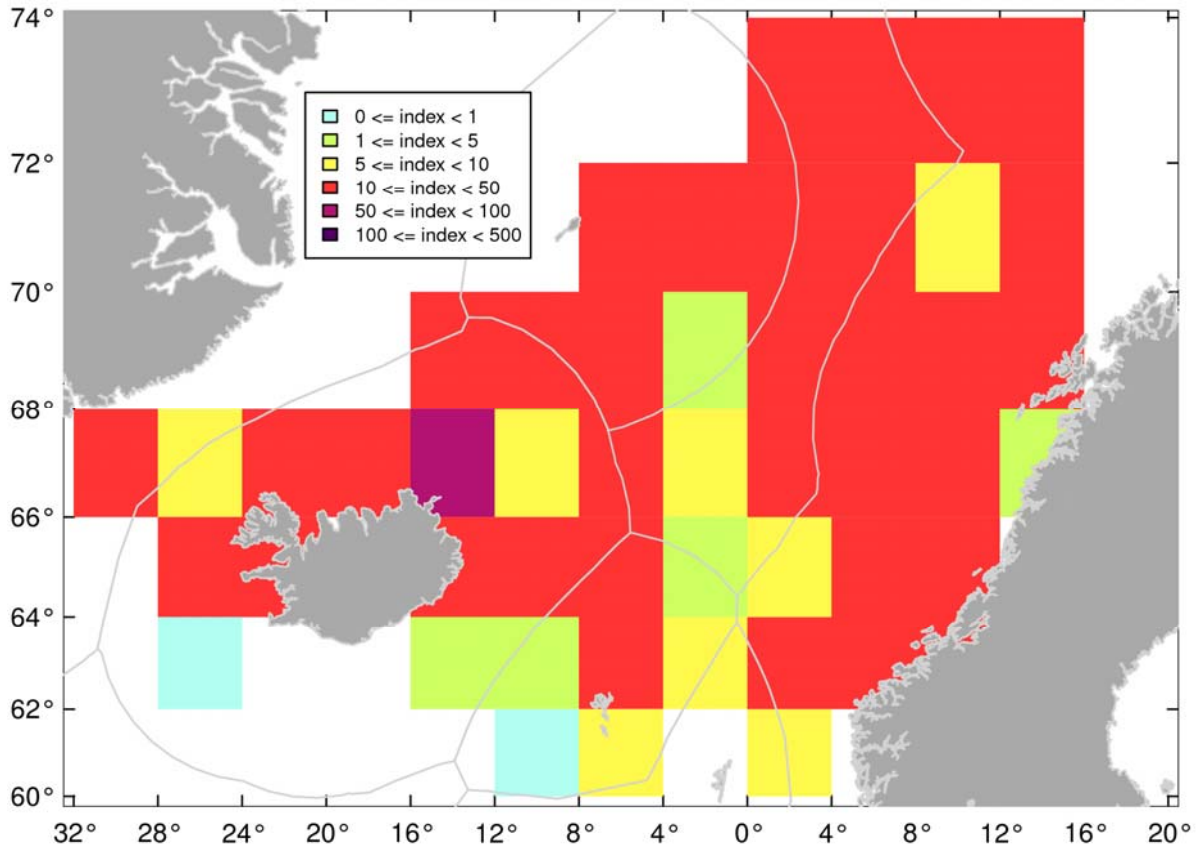 74°
0 <= index < 1
1 <= index < 5
5 <= index < 10
10 <= index < 50
50 <= index < 100
100 <= index < 500
72°
70°
68°
66°
64°
62°
60°
32° 28° 24° 20° 16° 12° 8° 4° 0° 4° 8° 12° 16° 20°